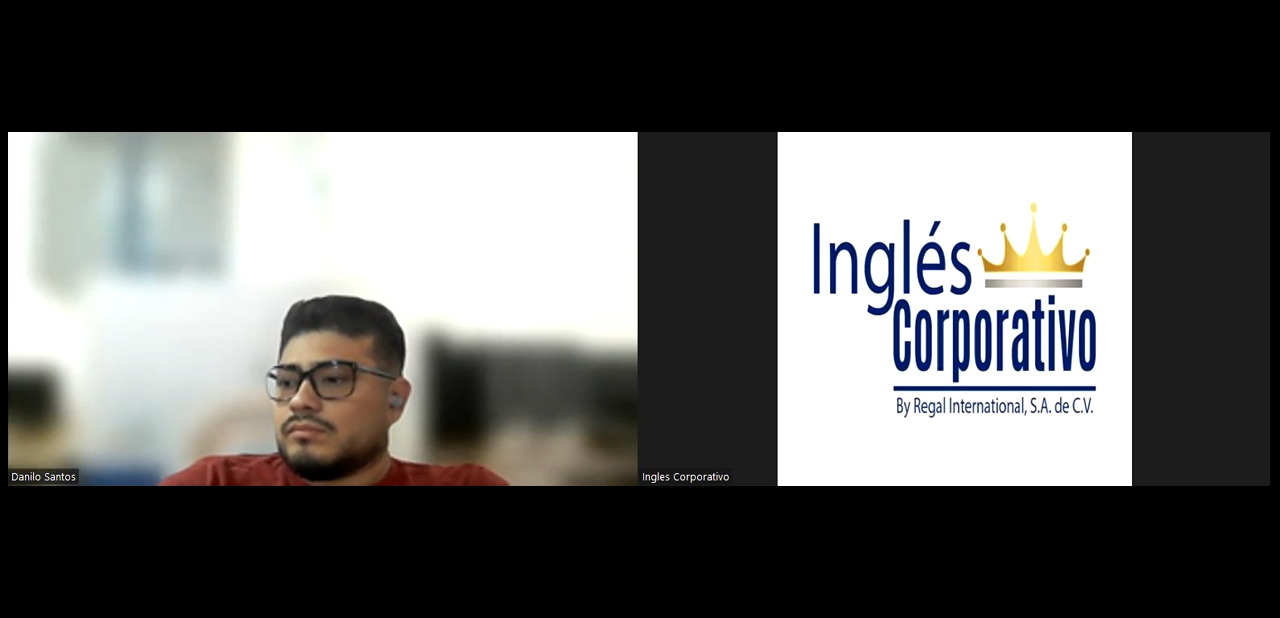 Danilo Santos
Inglés
Corporativo
By Regal International, S.A. de C.V.
Ingles Corporativo